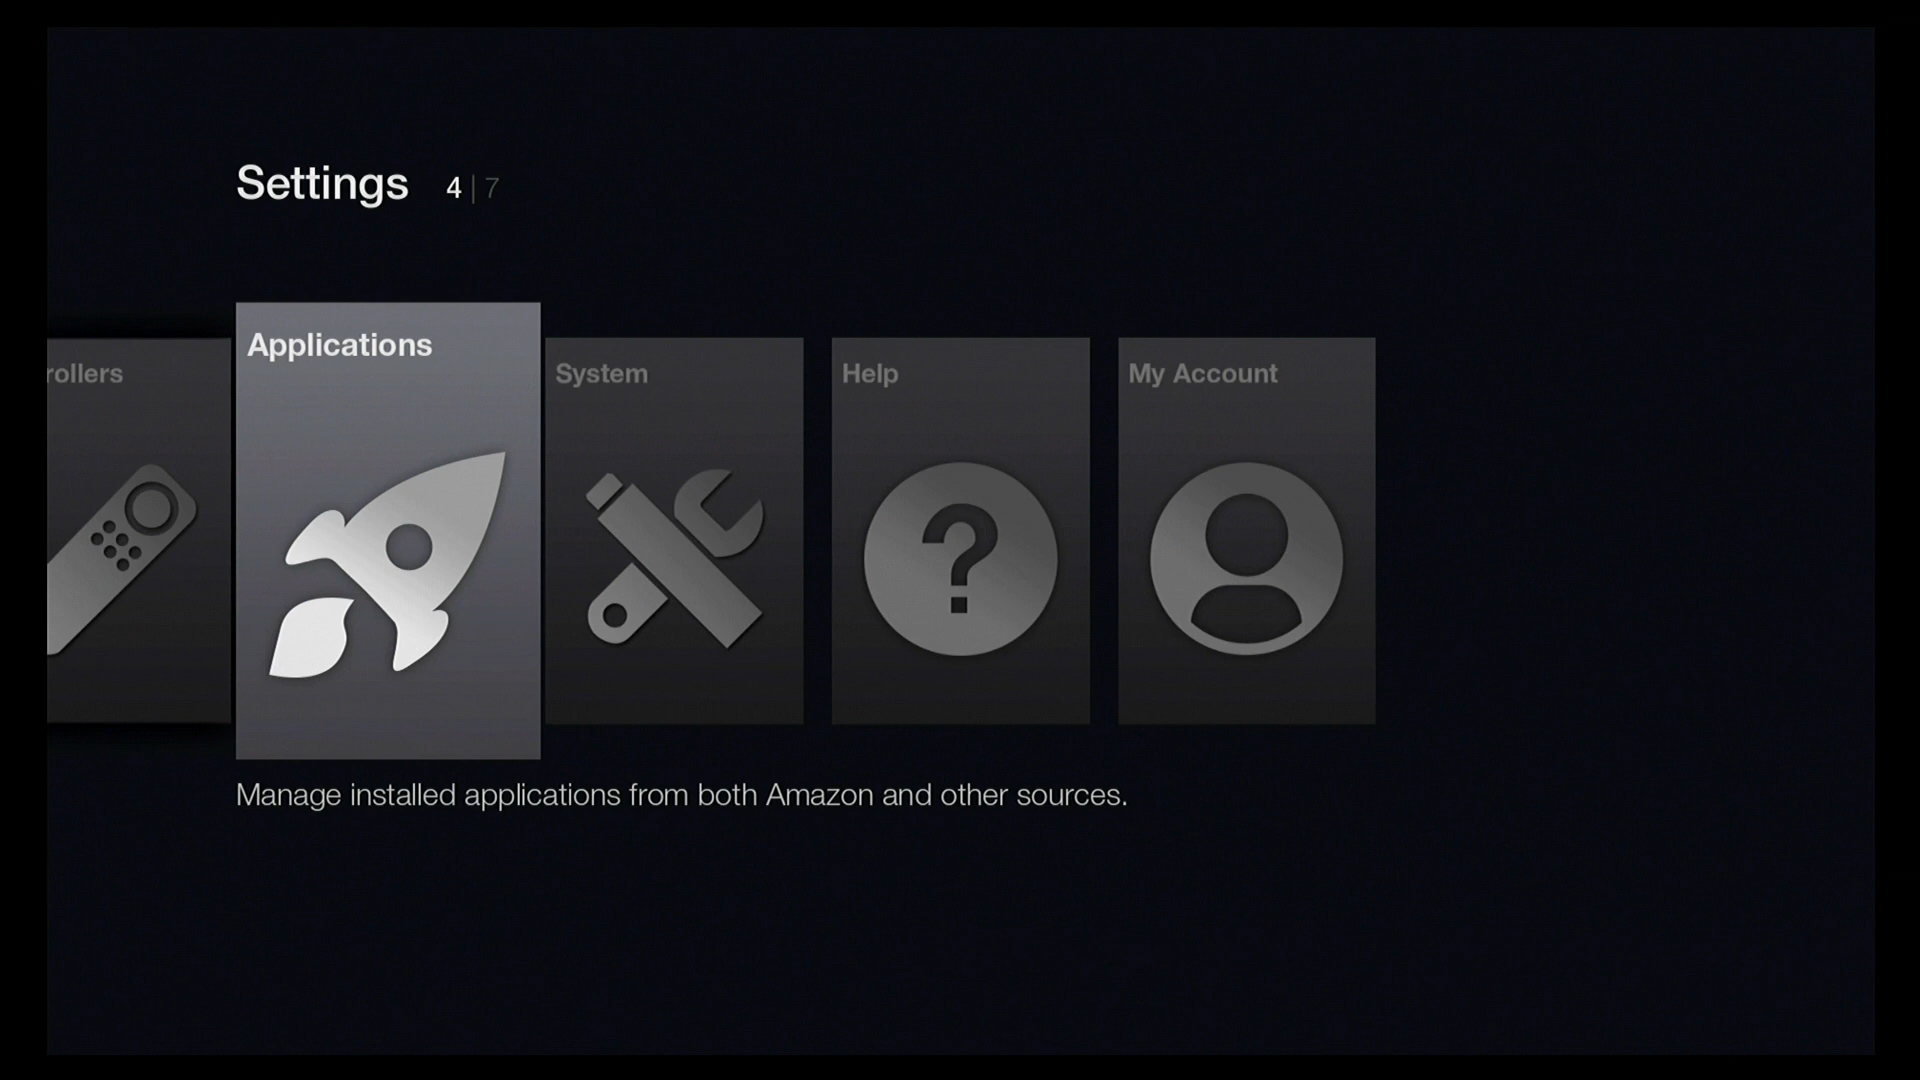 Settings 4 | 7
rollers
Applications
System
Help
My Account
?
Manage installed applications from both Amazon and other sources.